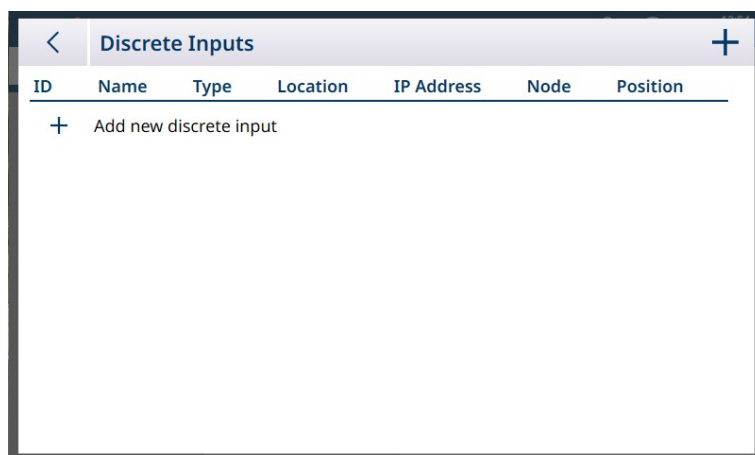 Discrete Inputs
ID Name Type Location IP Address Node Position
Add new discrete input